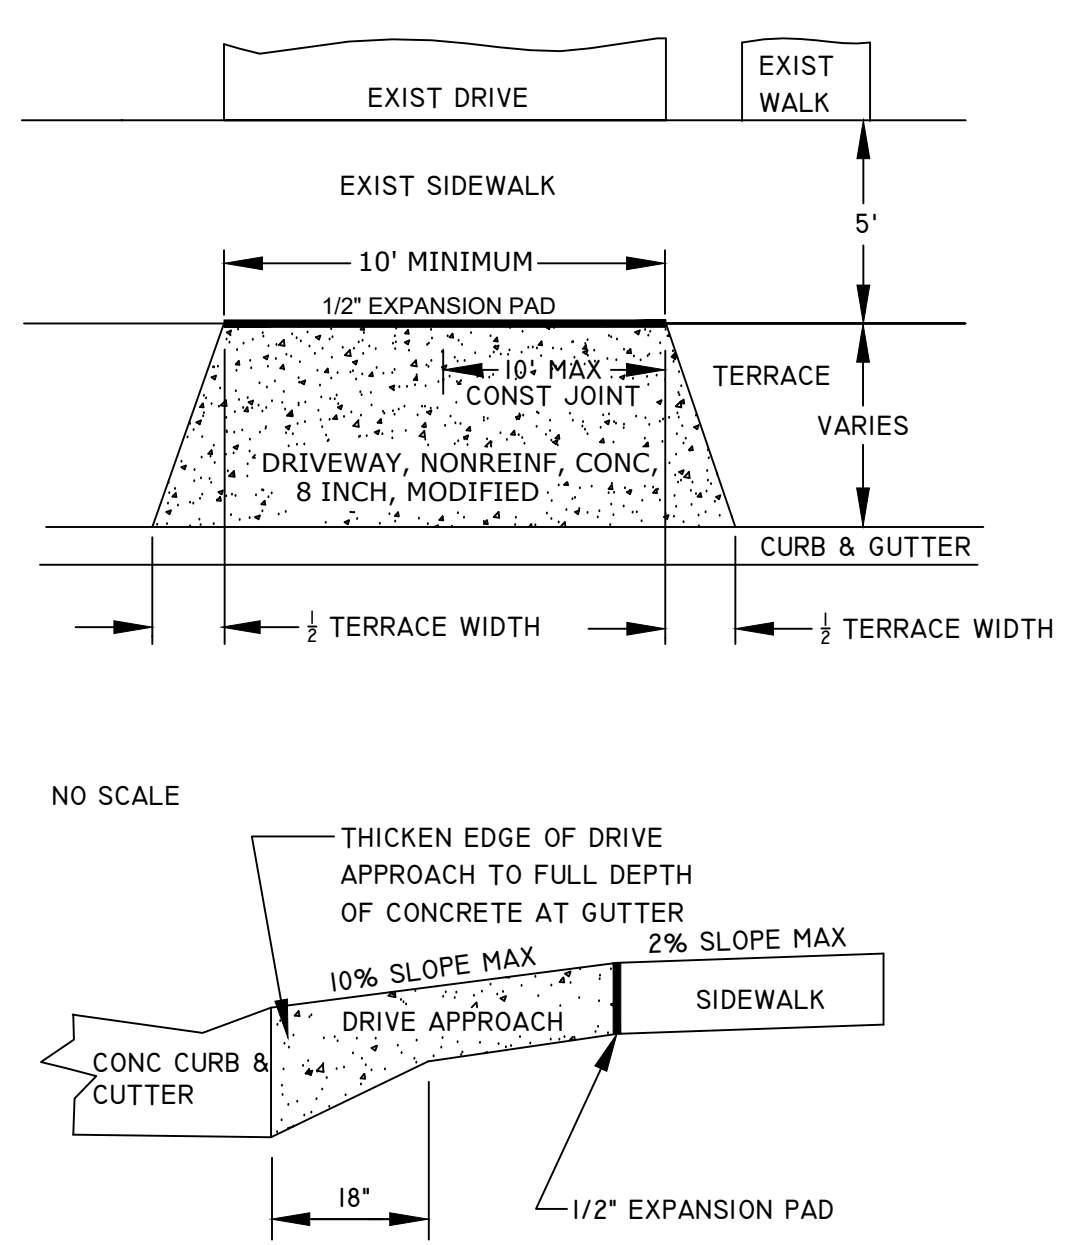 EXIST DRIVE
EXIST
WALK
EXIST SIDEWALK
5'
10' MINIMUM
1/2" EXPANSION PAD
10' MAX
CONST JOINT
TERRACE
VARIES
DRIVEWAY, NONREINF, CONC,
8 INCH, MODIFIED
CURB & GUTTER
1/2 TERRACE WIDTH
1/2 TERRACE WIDTH
NO SCALE
THICKEN EDGE OF DRIVE
APPROACH TO FULL DEPTH
OF CONCRETE AT GUTTER
10% SLOPE MAX
2% SLOPE MAX
DRIVE APPROACH
SIDEWALK
CONC CURB &
CUTTER
18"
1/2" EXPANSION PAD